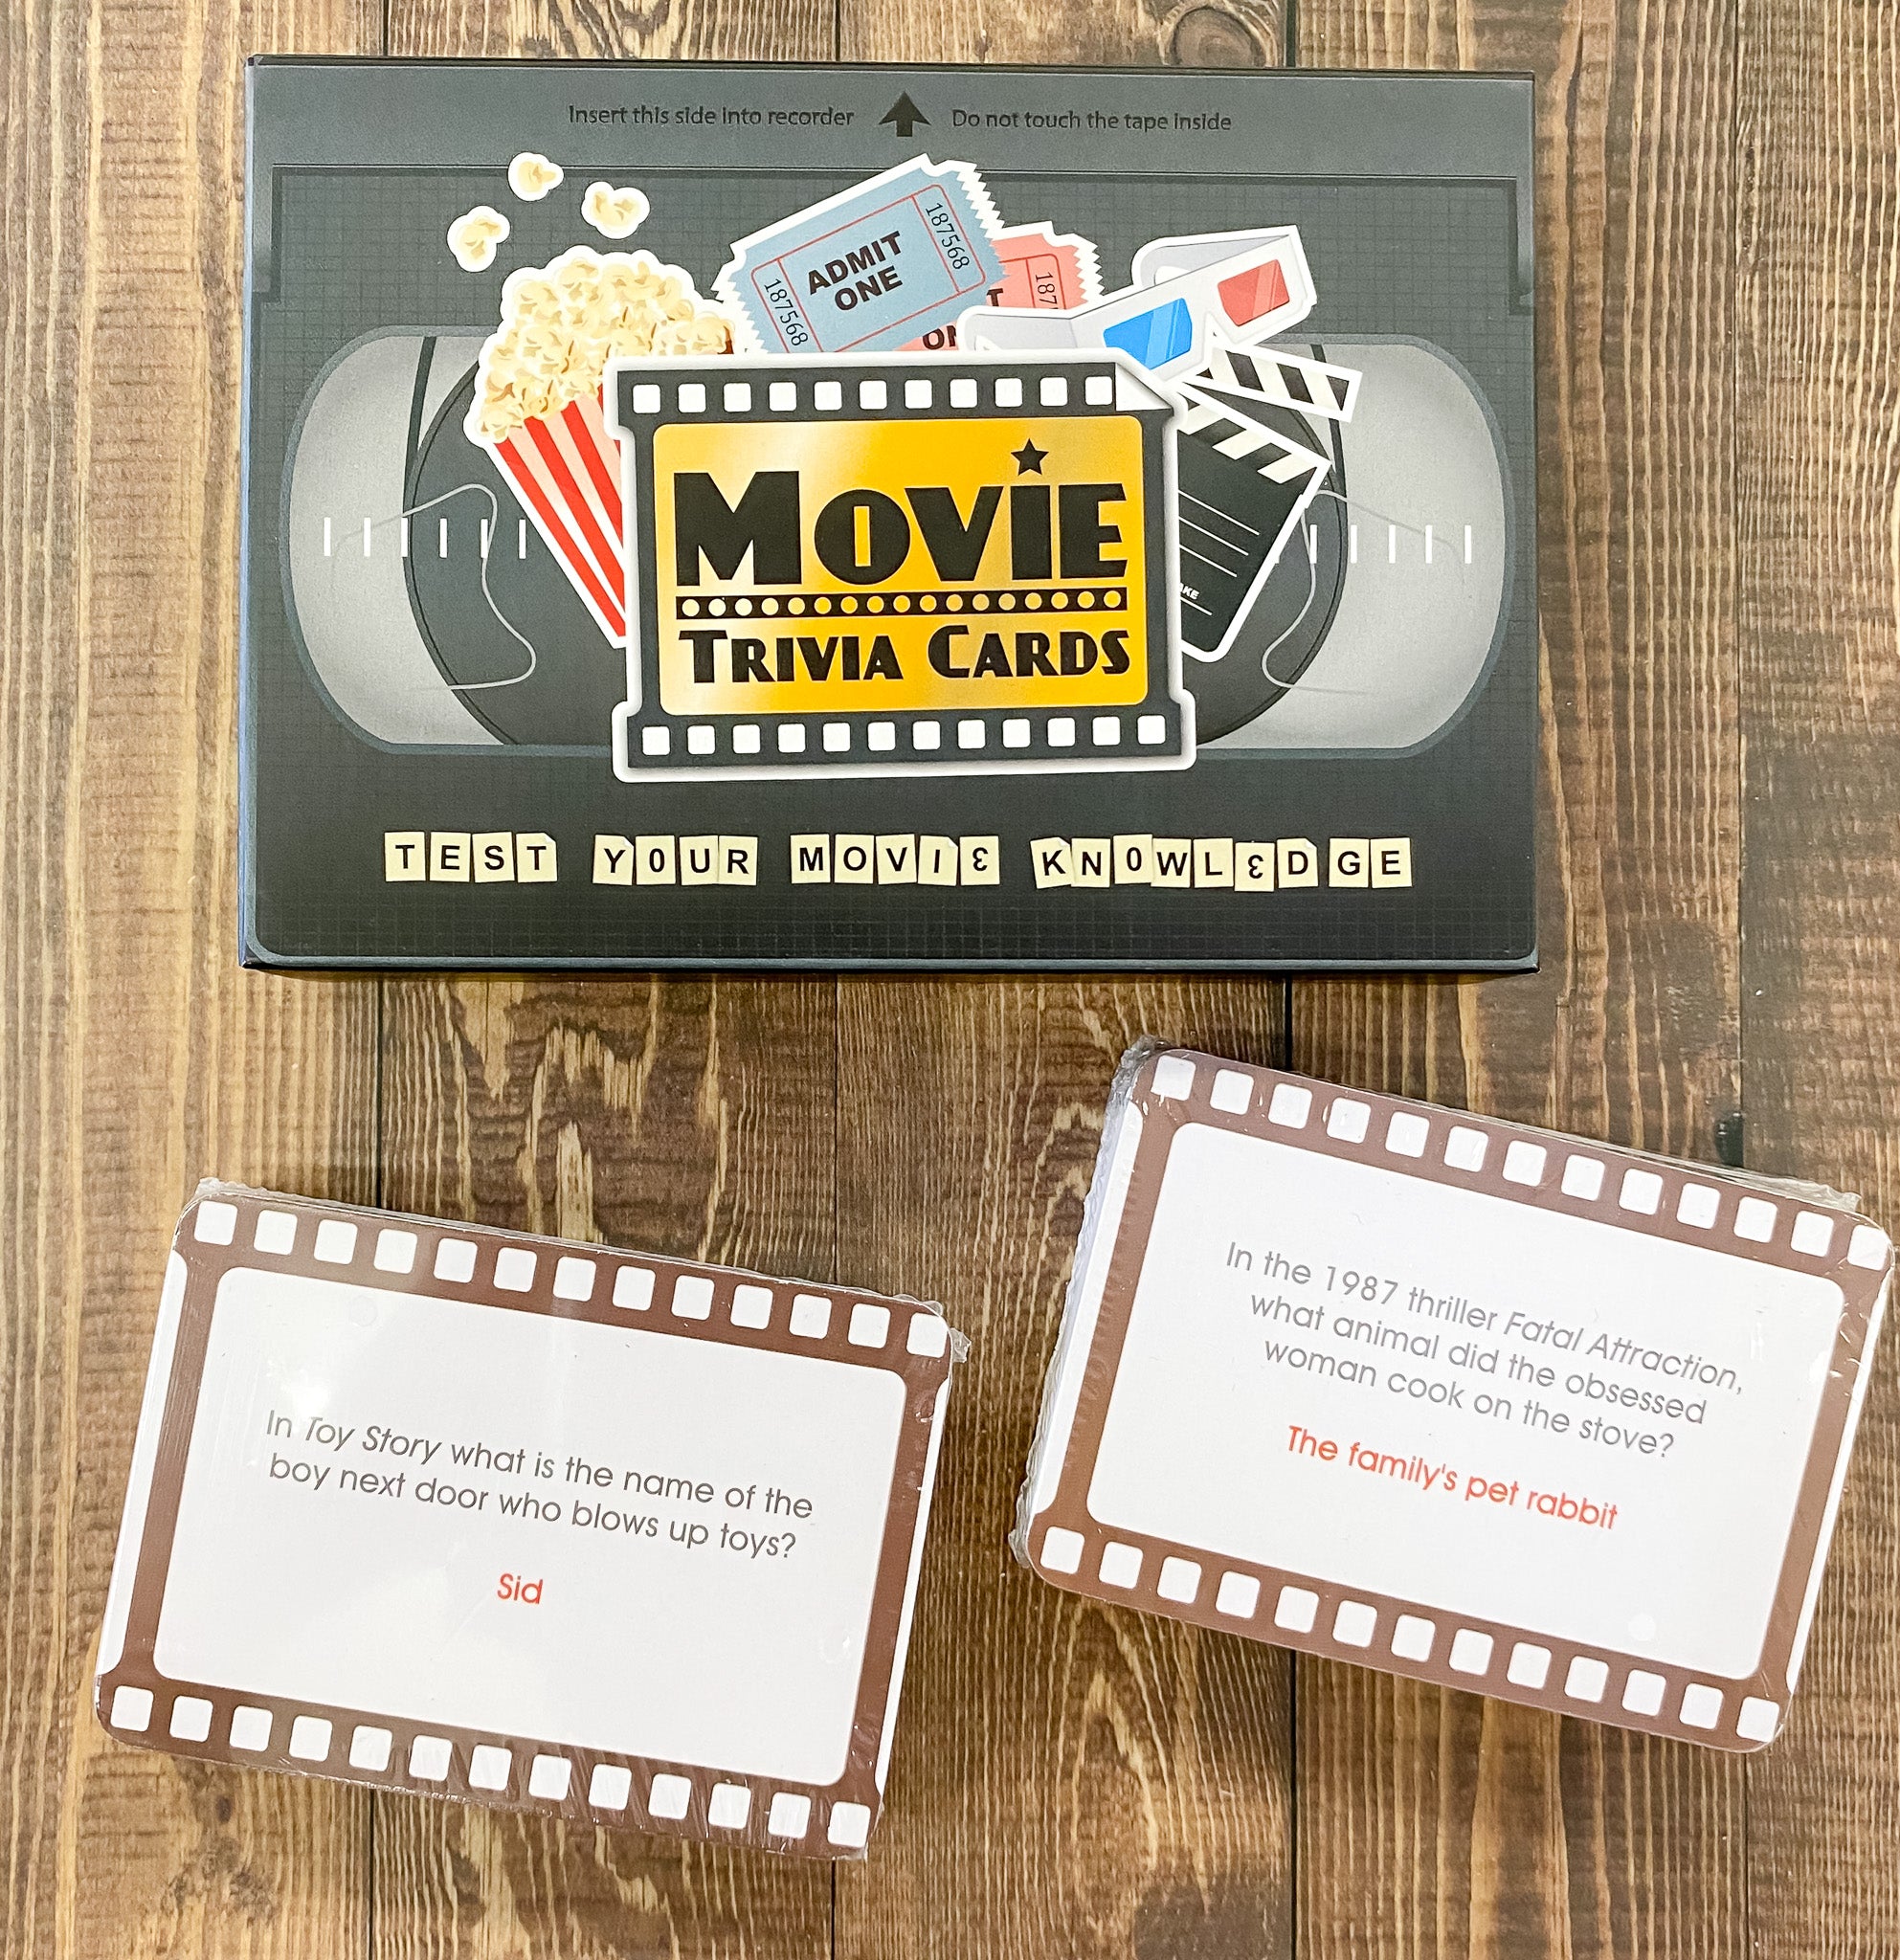 Insert this side into recorder Do not touch the tape inside
ADMIT
ONE
187568
187568
187
T
ON
MOVIE
TRIVIA CARDS
KE
TEST YOUR MOVIƐ KNOWLƐDGE
In the 1987 thriller Fatal Attraction,
what animal did the obsessed
woman cook on the stove?
The family's pet rabbit
In Toy Story what is the name of the
boy next door who blows up toys?
Sid